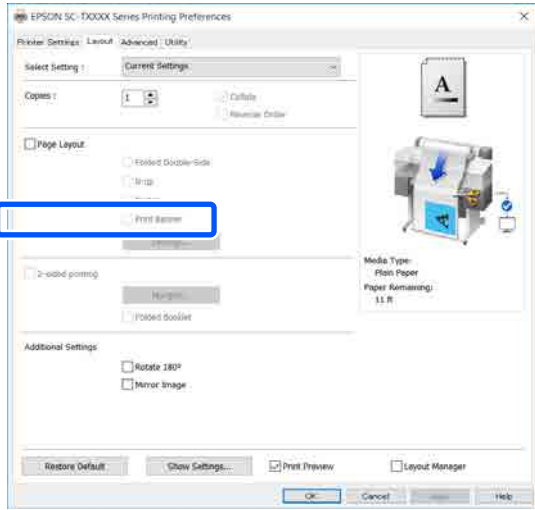 EPSON SC-TXXXX Series Printing Preferences
Printer Settings Layout Advanced Utility
Select Setting : Current Settings
Copies : 1 Collate
Reverse Order
Page Layout
Folded Double-Side
N-up
Print Banner
Settings...
2-sided printing
Margins...
Folded Booklet
Additional Settings
Rotate 180º
Mirror Image
A
Media Type:
Plain Paper
Paper Remaining:
11 ft
Restore Default Show Settings... Print Preview Layout Manager
OK Cancel Help